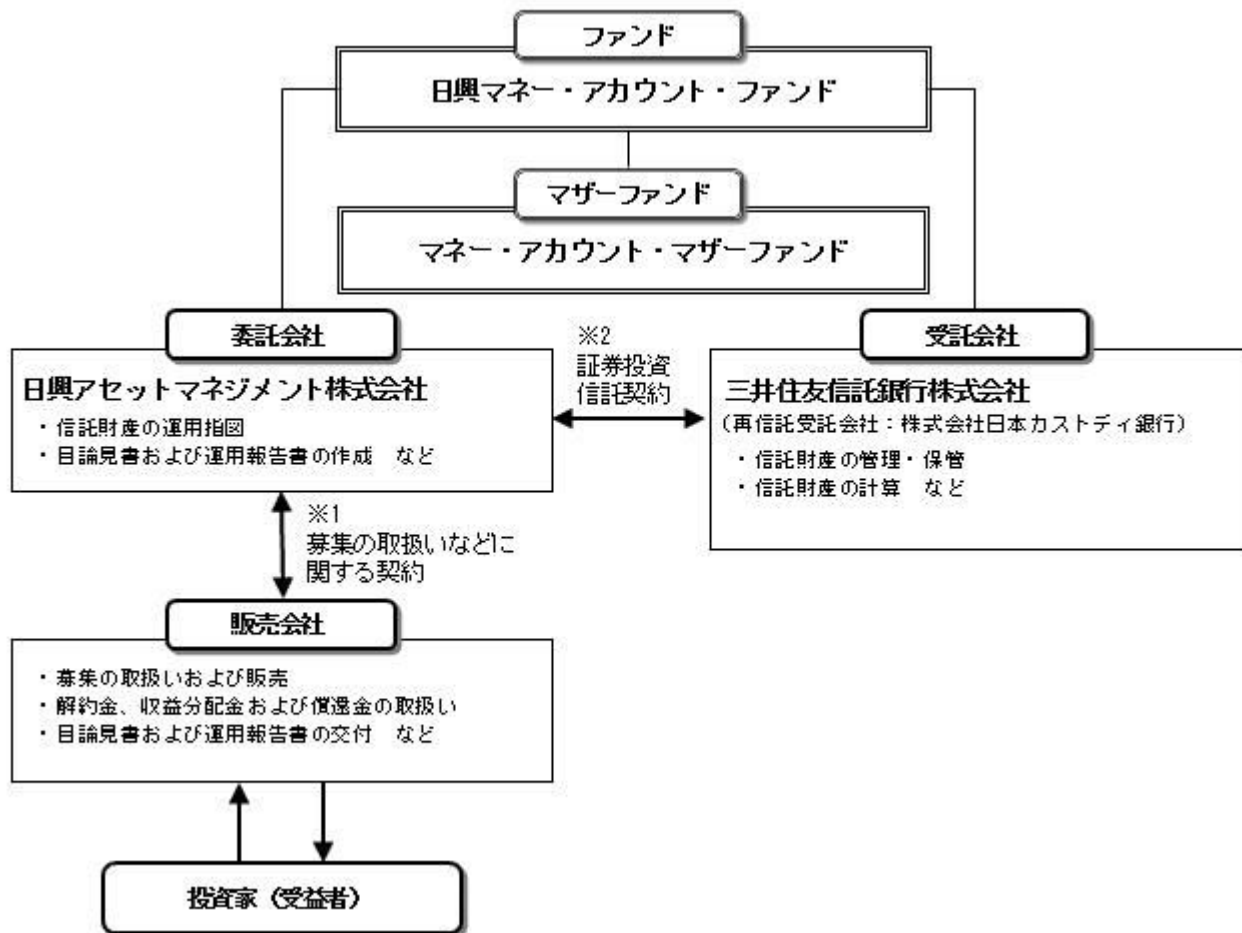 ファンド
日興マネー・アカウント・ファンド
マザーファンド
マネー・アカウント・マザーファンド
委託会社
日興アセットマネジメント株式会社
・信託財産の運用指図
・目論見書および運用報告書の作成　など
※2
証券投資
信託契約
受託会社
三井住友信託銀行株式会社
（再信託受託会社：株式会社日本カストディ銀行）
・信託財産の管理・保管
・信託財産の計算　など
※1
募集の取扱いなどに
関する契約
販売会社
・募集の取扱いおよび販売
・解約金、収益分配金および償還金の取扱い
・目論見書および運用報告書の交付　など
投資家（受益者）